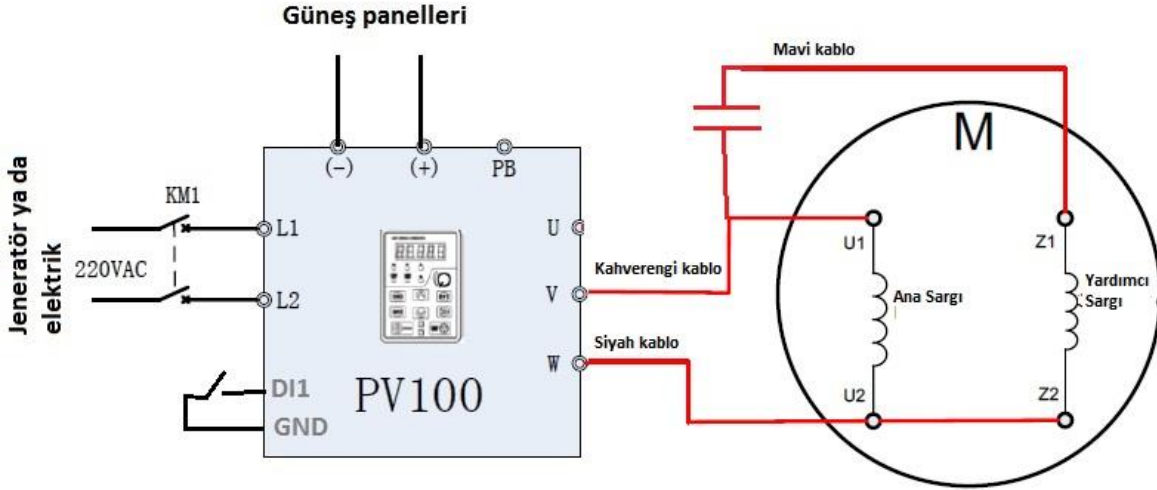 Güneş panelleri
Mavi kablo
M
(-)
(+)
PB
Jeneratör ya da
elektrik
KM1
L1
U
U1
Z1
220VAC
Kahverengi kablo
V
Ana Sargı
Yardımcı
Sargı
L2
Siyah kablo
W
DI1
PV100
U2
Z2
GND